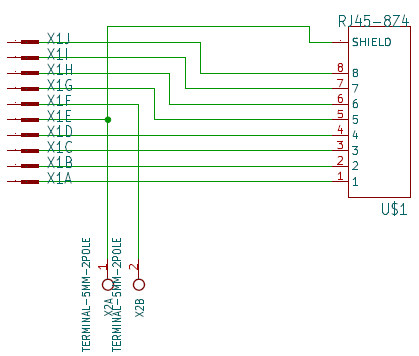 RJ45-8Z4
X1J
SHIELD
X1I
X1H
8
8
X1G
7
7
X1F
6
6
X1E
5
5
X1D
4
4
X1C
3
3
X1B
2
2
X1A
1
1
U$1
TERMINAL-5MM-2POLE
1
X2A
TERMINAL-5MM-2POLE
2
X2B